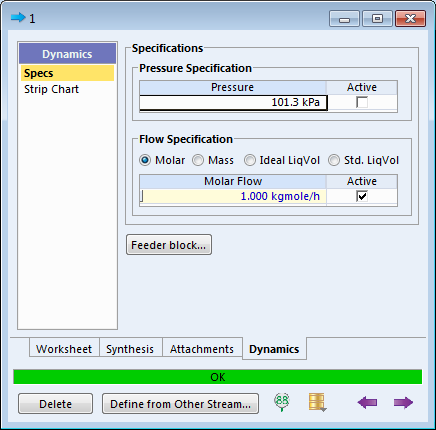 1
Dynamics
Specs
Strip Chart
Specifications
Pressure Specification
Pressure Active
101.3 kPa
Flow Specification
Molar Mass Ideal LiqVol Std. LiqVol
Molar Flow Active
1.000 kgmole/h
Feeder block...
Worksheet Synthesis Attachments Dynamics
OK
Delete Define from Other Stream...